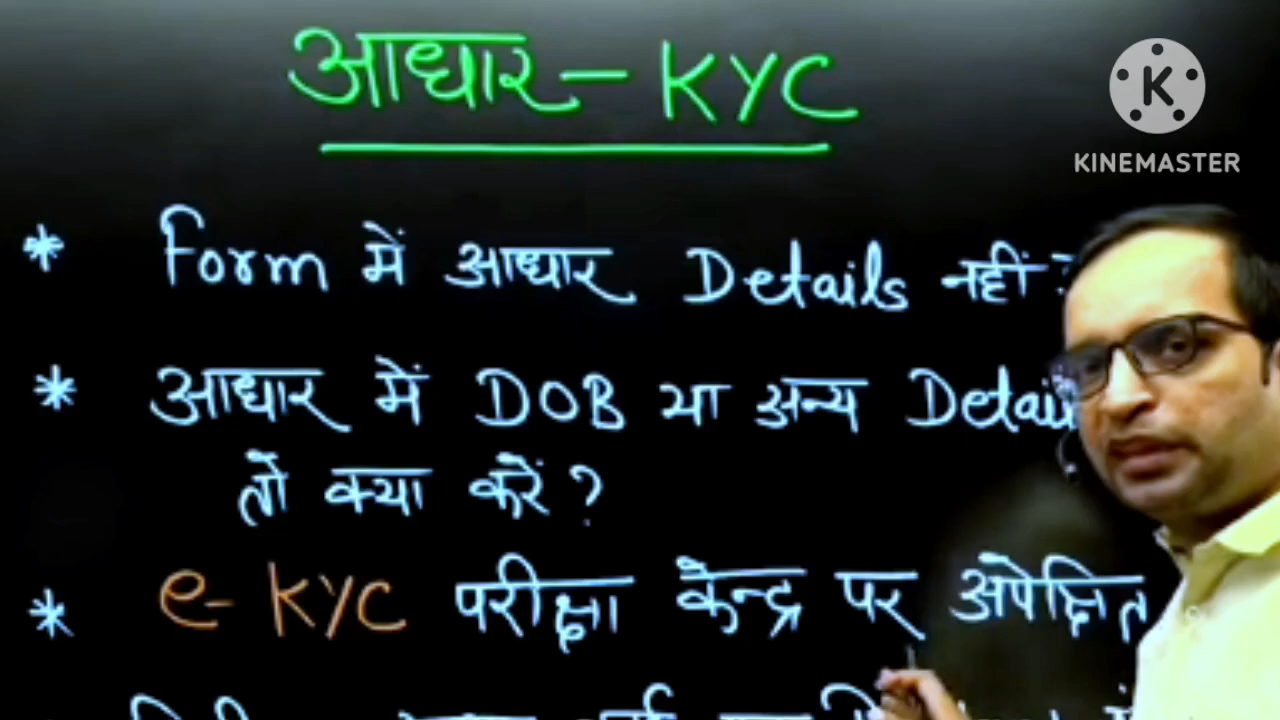 आधार - KYC
K
KINEMASTER
* Form में आधार Details नहीं ?
* आधार में DOB या अन्य
तो क्या करें ?
* e-KYC परीक्षा केन्द्र पर अपेक्षित